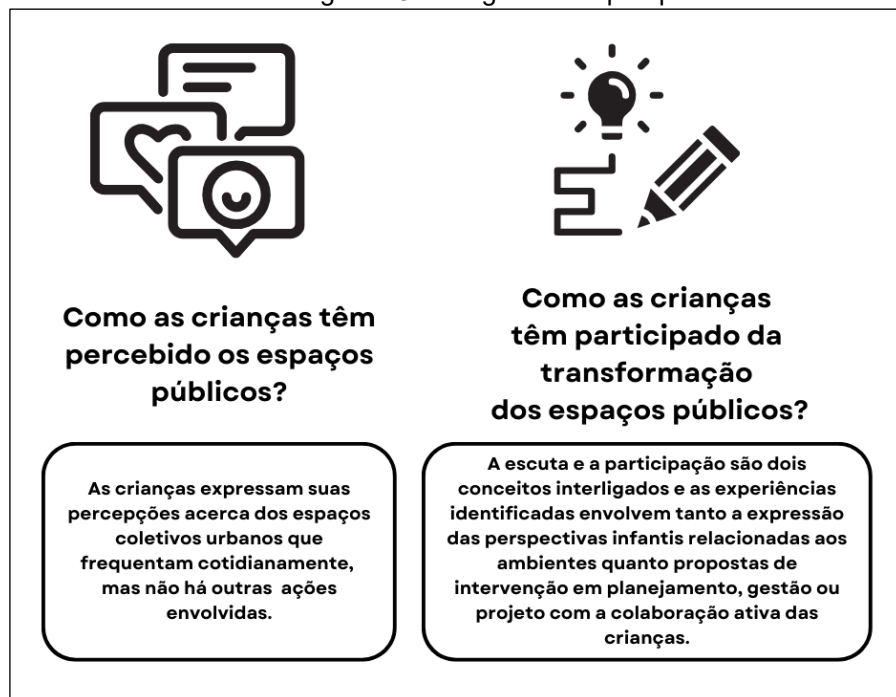 Como as crianças têm
percebido os espaços
públicos?
As crianças expressam suas
percepções acerca dos espaços
coletivos urbanos que
frequentam cotidianamente,
mas não há outras ações
envolvidas.
Como as crianças
têm participado da
transformação
dos espaços públicos?
A escuta e a participação são dois
conceitos interligados e as experiências
identificadas envolvem tanto a expressão
das perspectivas infantis relacionadas aos
ambientes quanto propostas de
intervenção em planejamento, gestão ou
projeto com a colaboração ativa das
crianças.